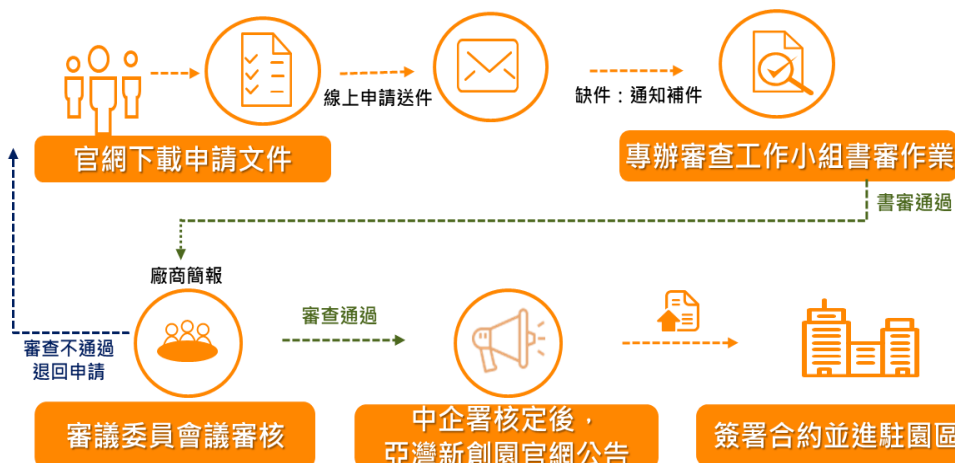 線上申請送件
缺件：通知補件
官網下載申請文件
專辦審查工作小組書審作業
書審通過
廠商簡報
審查通過
審查不通過
退回申請
審議委員會議審核
中企署核定後，
亞灣新創園官網公告
簽署合約並進駐園區